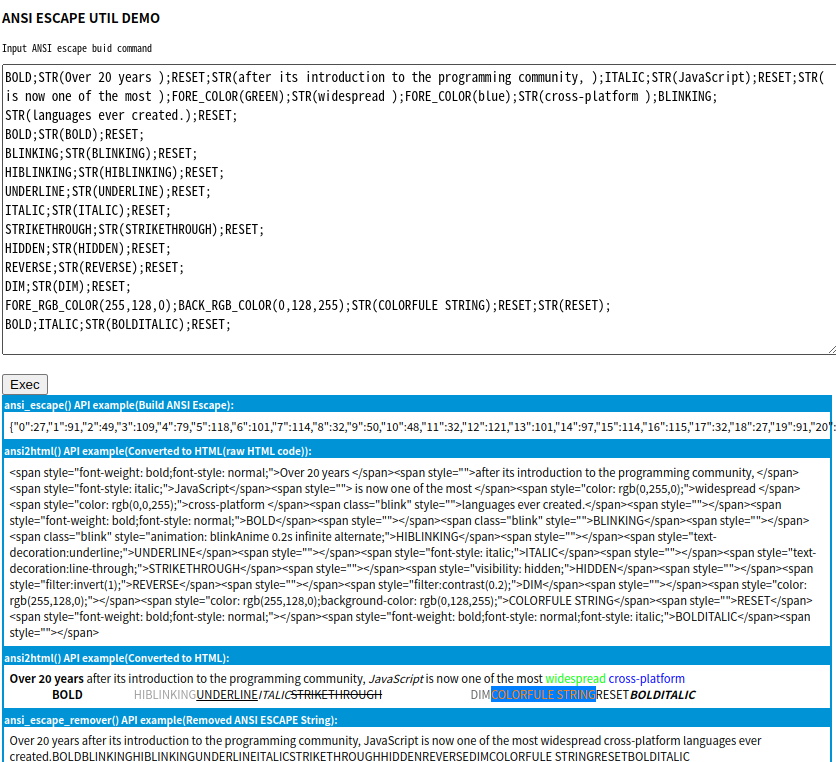 ANSI ESCAPE UTIL DEMO
Input ANSI escape buid command
BOLD;STR(Over 20 years );RESET;STR(after its introduction to the programming community, );ITALIC;STR(JavaScript);RESET;STR(
is now one of the most );FORE_COLOR(GREEN);STR(widespread );FORE_COLOR(blue);STR(cross-platform );BLINKING;
STR(languages ever created.);RESET;
BOLD;STR(BOLD);RESET;
BLINKING;STR(BLINKING);RESET;
HIBLINKING;STR(HIBLINKING);RESET;
UNDERLINE;STR(UNDERLINE);RESET;
ITALIC;STR(ITALIC);RESET;
STRIKETHROUGH;STR(STRIKETHROUGH);RESET;
HIDDEN;STR(HIDDEN);RESET;
REVERSE;STR(REVERSE);RESET;
DIM;STR(DIM);RESET;
FORE_RGB_COLOR(255,128,0);BACK_RGB_COLOR(0,128,255);STR(COLORFULE STRING);RESET;STR(RESET);
BOLD;ITALIC;STR(BOLDITALIC);RESET;
Exec
ansi_escape() API example(Build ANSI Escape):
{"0":27,"1":91,"2":49,"3":109,"4":79,"5":118,"6":101,"7":114,"8":32,"9":50,"10":48,"11":32,"12":121,"13":101,"14":97,"15":114,"16":115,"17":32,"18":27,"19":91,"20":
ansi2html() API example(Converted to HTML(raw HTML code)):
<span style="font-weight: bold;font-style: normal;">Over 20 years </span><span style="">after its introduction to the programming community, </span>
<span style="font-style: italic;">JavaScript</span><span style=""> is now one of the most </span><span style="color: rgb(0,255,0);">widespread </span>
<span style="color: rgb(0,0,255);">cross-platform </span><span class="blink" style="">languages ever created.</span><span style=""></span><span
style="font-weight: bold;font-style: normal;">BOLD</span><span style=""></span><span class="blink" style="">BLINKING</span><span style=""></span>
<span class="blink" style="animation: blinkAnime 0.2s infinite alternate;">HIBLINKING</span><span style=""></span><span style="text-
decoration:underline;">UNDERLINE</span><span style=""></span><span style="font-style: italic;">ITALIC</span><span style=""></span><span style="text-
decoration:line-through;">STRIKETHROUGH</span><span style=""></span><span style="visibility: hidden;">HIDDEN</span><span style=""></span><span
style="filter:invert(1);">REVERSE</span><span style=""></span><span style="filter:contrast(0.2);">DIM</span><span style=""></span><span style="color:
rgb(255,128,0);"></span><span style="color: rgb(255,128,0);background-color: rgb(0,128,255);">COLORFULE STRING</span><span style="">RESET</span>
<span style="font-weight: bold;font-style: normal;"></span><span style="font-weight: bold;font-style: normal;font-style: italic;">BOLDITALIC</span><span
style=""></span>
ansi2html() API example(Converted to HTML):
Over 20 years after its introduction to the programming community, JavaScript is now one of the most widespread cross-platform
BOLD HIBLINKINGUNDERLINEITALICSTRIKETHROUGH DIMCOLORFULE STRINGRESETBOLDITALIC
ansi_escape_remover() API example(Removed ANSI ESCAPE String):
Over 20 years after its introduction to the programming community, JavaScript is now one of the most widespread cross-platform languages ever
created.BOLDBLINKINGHIBLINKINGUNDERLINEITALICSTRIKETHROUGHHIDDENREVERSEDIMCOLORFULE STRINGRESETBOLDITALIC